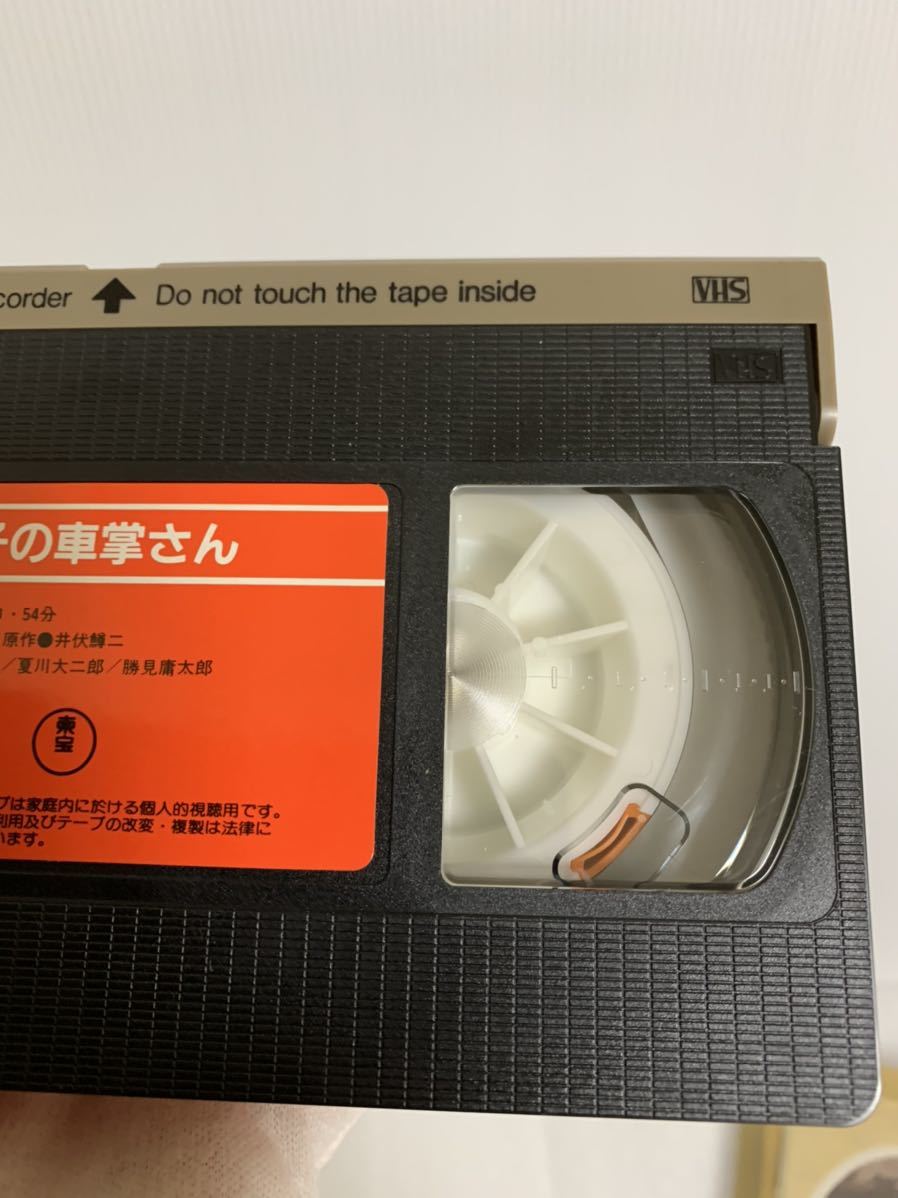 corder ↑ Do not touch the tape inside VHS
VHS
子の車掌さん
・54分
原作●井伏鱒二
／夏川大二郎／勝見庸太郎
東宝
プは家庭内に於ける個人的視聴用です。
利用及びテープの改変・複製は法律に
います。